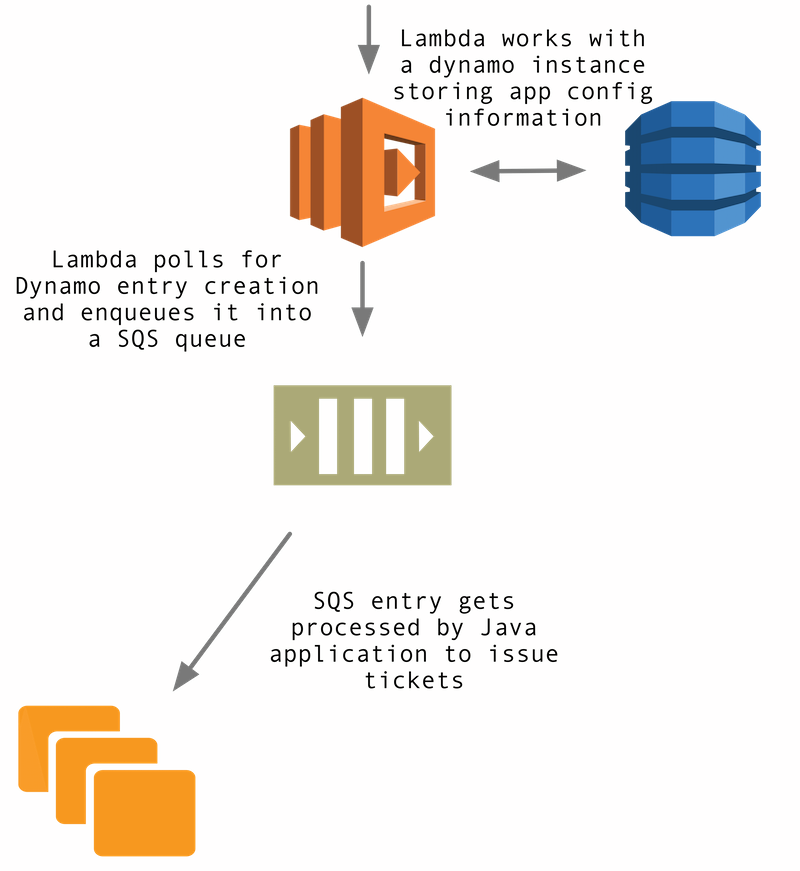 Lambda works with
a dynamo instance
storing app config
information
Lambda polls for
Dynamo entry creation
and enqueues it into
a SQS queue
SQS entry gets
processed by Java
application to issue
tickets